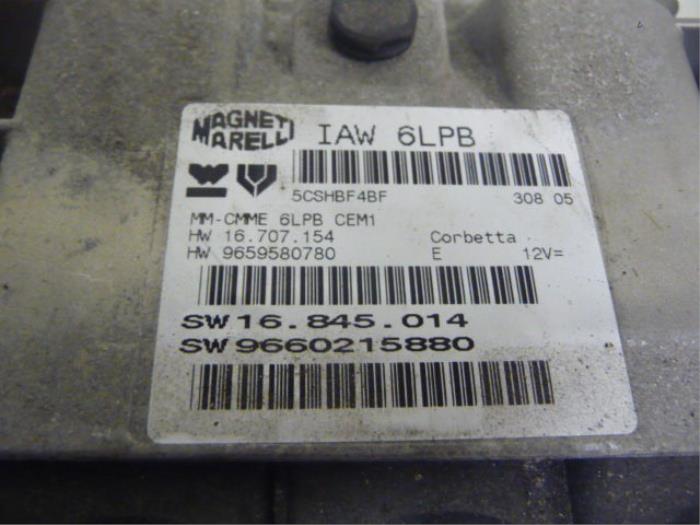 MAGNETI
MARELLI
IAW 6LPB
5CSHBF4BF 308 05
MM-CMME 6LPB CEM1
HW 16.707.154 Corbetta
HW 9659580780 E 12V=
SW 16.845.014
SW 9660215880